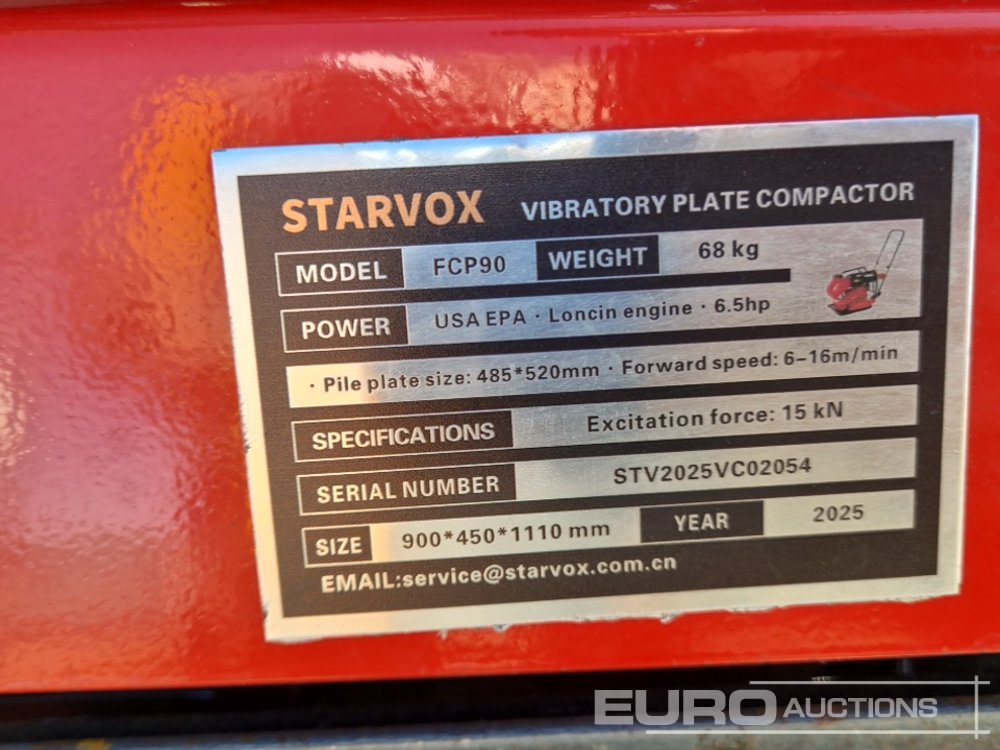 STARVOX VIBRATORY PLATE COMPACTOR
MODEL FCP90 WEIGHT 68 kg
POWER USA EPA · Loncin engine · 6.5hp
· Pile plate size: 485*520mm · Forward speed: 6-16m/min
SPECIFICATIONS Excitation force: 15 kN
SERIAL NUMBER STV2025VC02054
SIZE 900*450*1110 mm YEAR 2025
EMAIL:service@starvox.com.cn
EURO AUCTIONS